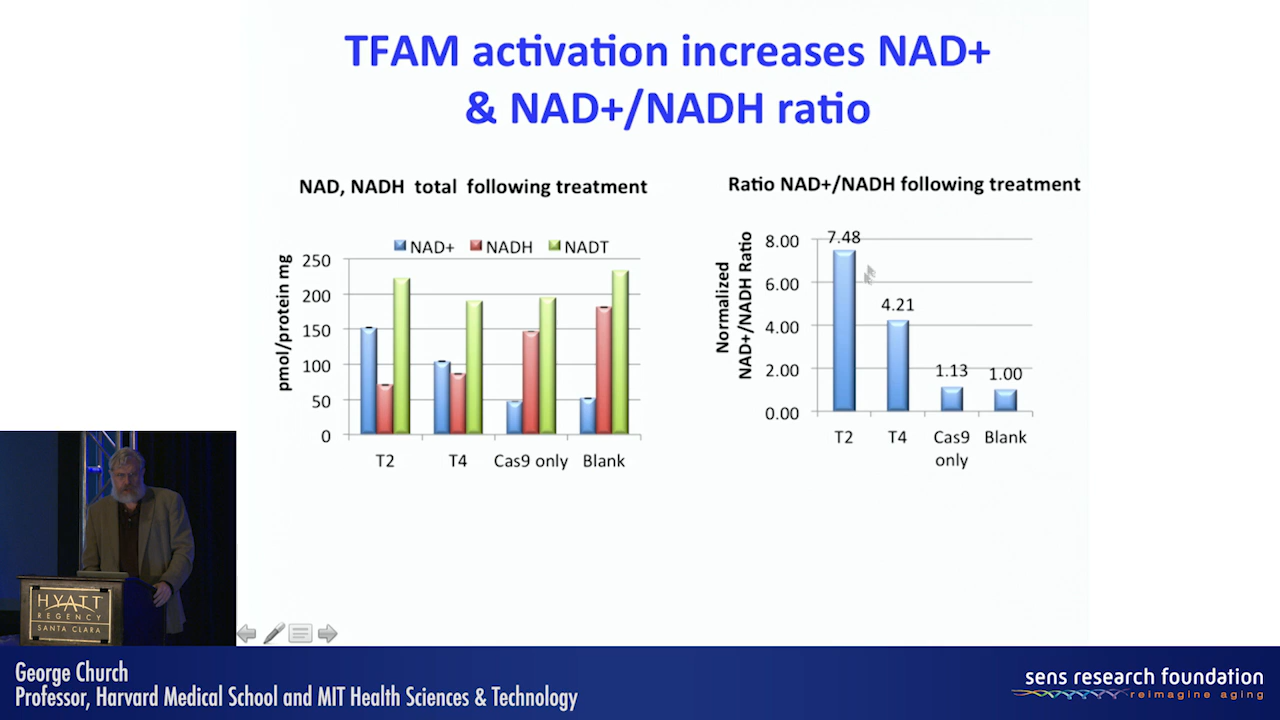 TFAM activation increases NAD+
& NAD+/NADH ratio
NAD, NADH total following treatment
NAD+ NADH NADT
pmol/protein mg
250
200
150
100
50
0
T2 T4 Cas9 only Blank
Ratio NAD+/NADH following treatment
Normalized
NAD+/NADH Ratio
8.00
6.00
4.00
2.00
0.00
7.48
4.21
1.13
1.00
T2 T4 Cas9 Blank
only
HYATT
REGENCY
SANTA CLARA
George Church
Professor, Harvard Medical School and MIT Health Sciences & Technology
sens research foundation
reimagine aging